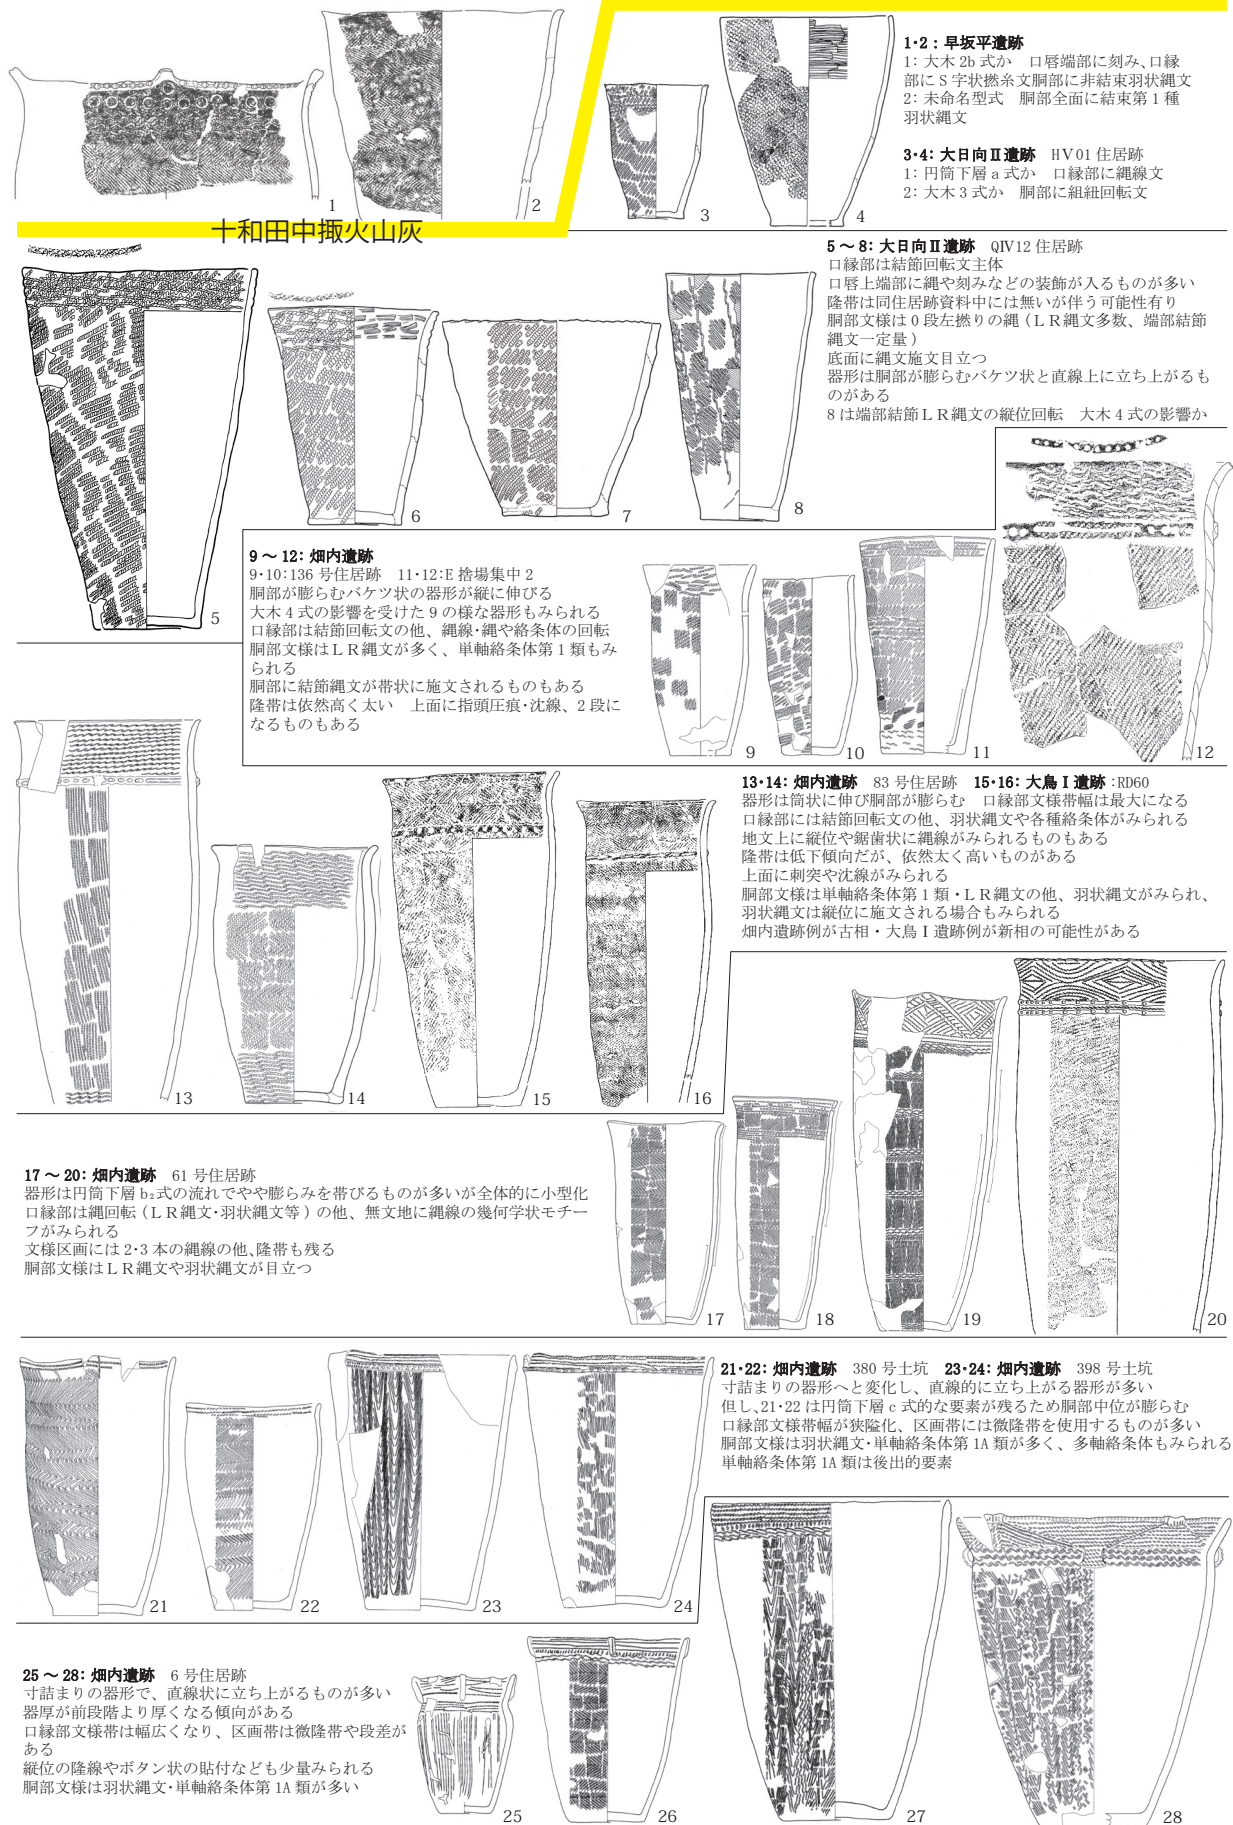 1
2
3
4
1・2：早坂平遺跡
1：大木 2b 式か　口唇端部に刻み、口縁
部に S 字状撚糸文胴部に非結束羽状縄文
2：未命名型式　胴部全面に結束第 1 種
羽状縄文
3・4：大日向Ⅱ遺跡　HⅤ01 住居跡
1：円筒下層 a 式か　口縁部に縄線文
2：大木 3 式か　胴部に組紐回転文
十和田中掫火山灰
5～8：大日向Ⅱ遺跡　QⅣ12 住居跡
口縁部は結節回転文主体
口唇上端部に縄や刻みなどの装飾が入るものが多い
隆帯は同住居跡資料中には無いが伴う可能性有り
胴部文様は 0 段左撚りの縄（ＬＲ縄文多数、端部結節
縄文一定量）
底面に縄文施文目立つ
器形は胴部が膨らむバケツ状と直線上に立ち上がるも
のがある
8 は端部結節ＬＲ縄文の縦位回転　大木 4 式の影響か
5
6
7
8
9～12：畑内遺跡
9・10：136 号住居跡　11・12：E 捨場集中 2
胴部が膨らむバケツ状の器形が縦に伸びる
大木 4 式の影響を受けた 9 の様な器形もみられる
口縁部は結節回転文の他、縄線・縄や絡条体の回転
胴部文様はＬＲ縄文が多く、単軸絡条体第 1 類もみ
られる
胴部に結節縄文が帯状に施文されるものもある
隆帯は依然高く太い　上面に指頭圧痕・沈線、2 段に
なるものもある
9
10
11
12
13・14：畑内遺跡　83 号住居跡　15・16：大鳥Ⅰ遺跡：RD60
器形は筒状に伸び胴部が膨らむ　口縁部文様帯幅は最大になる
口縁部には結節回転文の他、羽状縄文や各種絡条体がみられる
地文上に縦位や鋸歯状に縄線がみられるものもある
隆帯は低下傾向だが、依然太く高いものがある
上面に刺突や沈線がみられる
胴部文様は単軸絡条体第 1 類・ＬＲ縄文の他、羽状縄文がみられ、
羽状縄文は縦位に施文される場合もみられる
畑内遺跡例が古相・大鳥Ⅰ遺跡例が新相の可能性がある
13
14
15
16
17～20：畑内遺跡　61 号住居跡
器形は円筒下層 b₂式の流れでやや膨らみを帯びるものが多いが全体的に小型化
口縁部は縄回転（ＬＲ縄文・羽状縄文等）の他、無文地に縄線の幾何学状モチー
フがみられる
文様区画には 2・3 本の縄線の他、隆帯も残る
胴部文様はＬＲ縄文や羽状縄文が目立つ
17
18
19
20
21・22：畑内遺跡　380 号土坑　23・24：畑内遺跡　398 号土坑
寸詰まりの器形へと変化し、直線的に立ち上がる器形が多い
但し、21・22 は円筒下層 c 式的な要素が残るため胴部中位が膨らむ
口縁部文様帯幅が狭隘化、区画帯には微隆帯を使用するものが多い
胴部文様は羽状縄文・単軸絡条体第 1A 類が多く、多軸絡条体もみられる
単軸絡条体第 1A 類は後出的要素
21
22
23
24
25～28：畑内遺跡　6 号住居跡
寸詰まりの器形で、直線状に立ち上がるものが多い
器厚が前段階より厚くなる傾向がある
口縁部文様帯は幅広くなり、区画帯は微隆帯や段差が
ある
縦位の隆線やボタン状の貼付なども少量みられる
胴部文様は羽状縄文・単軸絡条体第 1A 類が多い
25
26
27
28